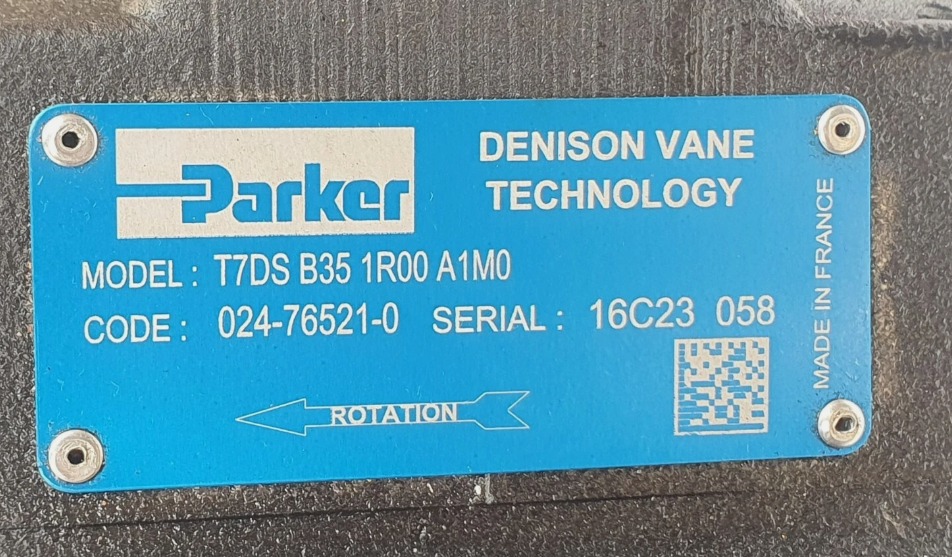 Parker
DENISON VANE
TECHNOLOGY
MODEL : T7DS B35 1R00 A1M0
CODE : 024-76521-0 SERIAL : 16C23 058
MADE IN FRANCE
ROTATION